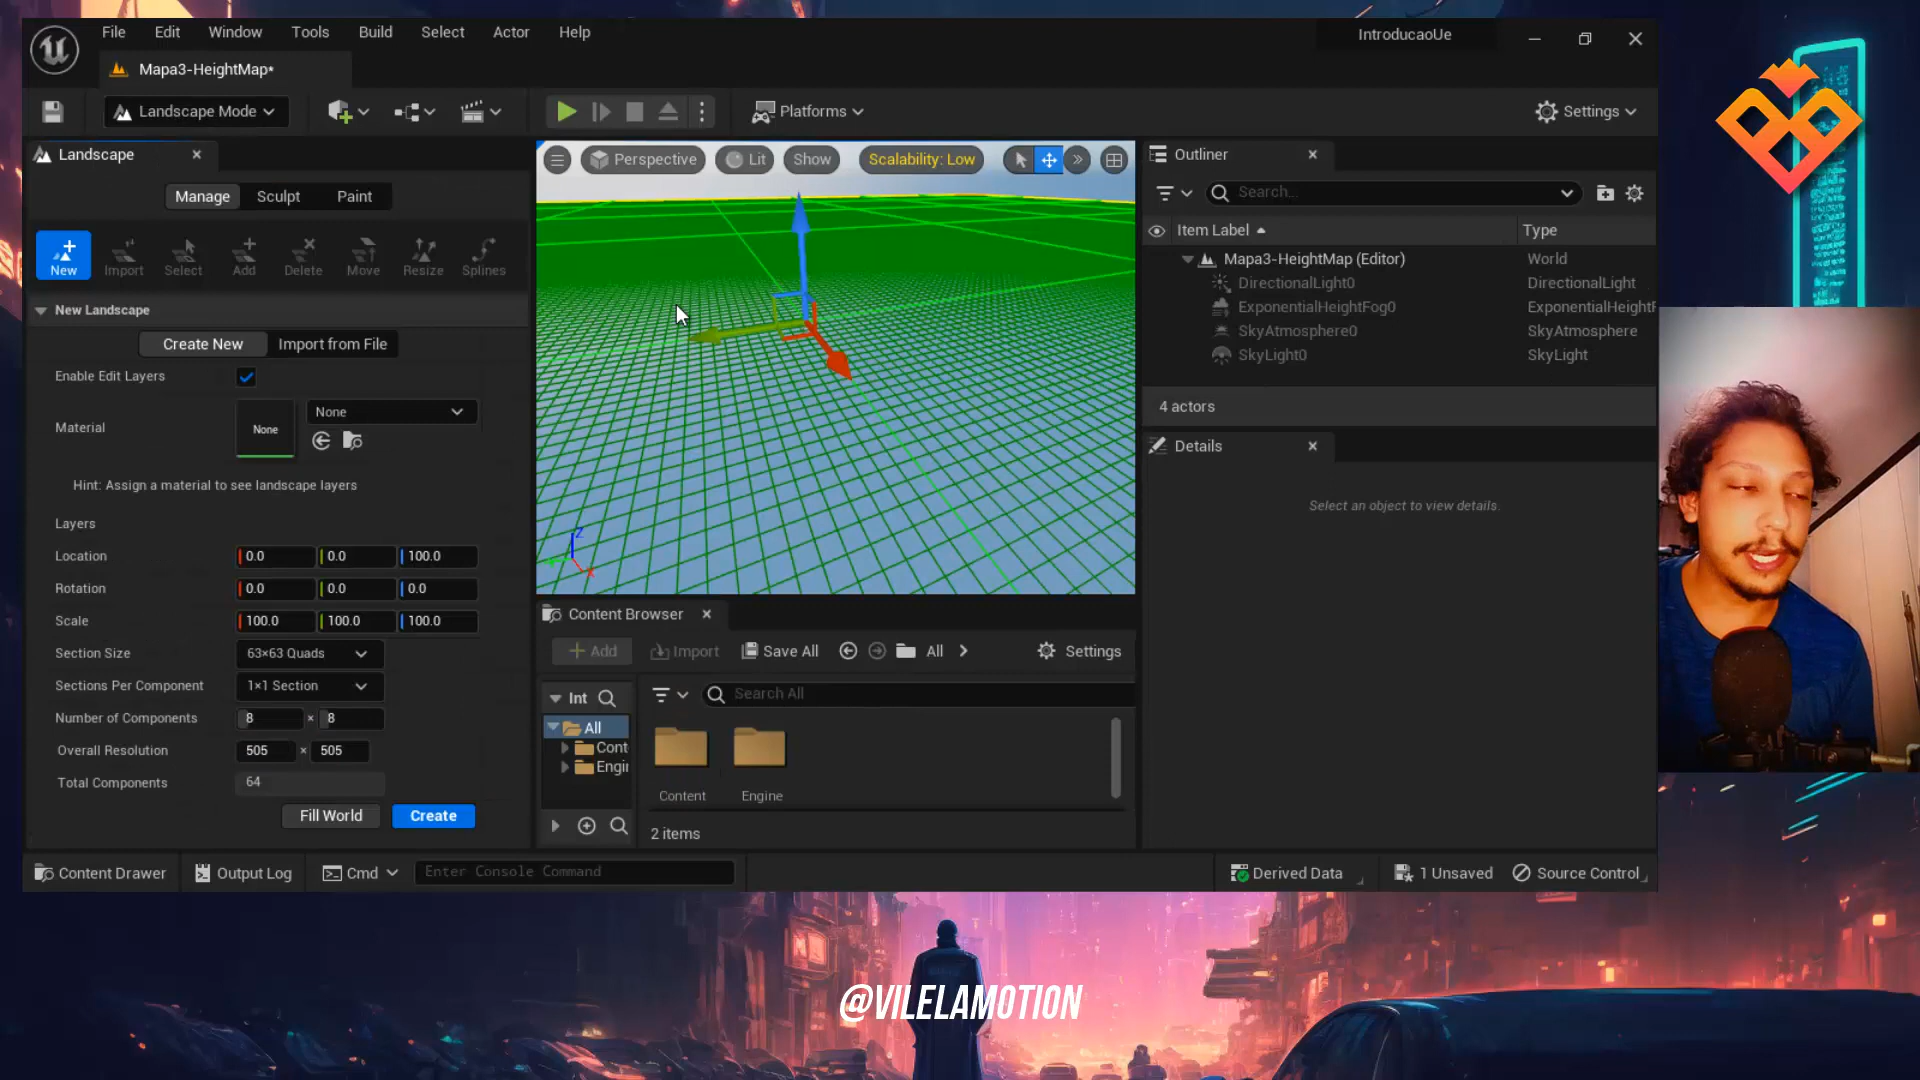 File Edit Window Tools Build Select Actor Help
IntroducaoUe
Mapa3-HeightMap*
Landscape Mode
Platforms
Settings
Landscape
Manage Sculpt Paint
New Import Select Add Delete Move Resize Splines
New Landscape
Create New Import from File
Enable Edit Layers
Material
None
None
Hint: Assign a material to see landscape layers
Layers
Location 0.0 0.0 100.0
Rotation 0.0 0.0 0.0
Scale 100.0 100.0 100.0
Section Size 63×63 Quads
Sections Per Component 1×1 Section
Number of Components 8 × 8
Overall Resolution 505 × 505
Total Components 64
Fill World Create
Perspective Lit Show Scalability: Low
Z
X
Content Browser
Add Import Save All All Settings
Int
Search All
All
Cont
Engi
Content Engine
2 items
Outliner
Search...
Item Label Type
Mapa3-HeightMap (Editor) World
DirectionalLight0 DirectionalLight
ExponentialHeightFog0 ExponentialHeightF
SkyAtmosphere0 SkyAtmosphere
SkyLight0 SkyLight
4 actors
Details
Select an object to view details.
Content Drawer Output Log Cmd Enter Console Command Derived Data 1 Unsaved Source Control
@VILELAMOTION